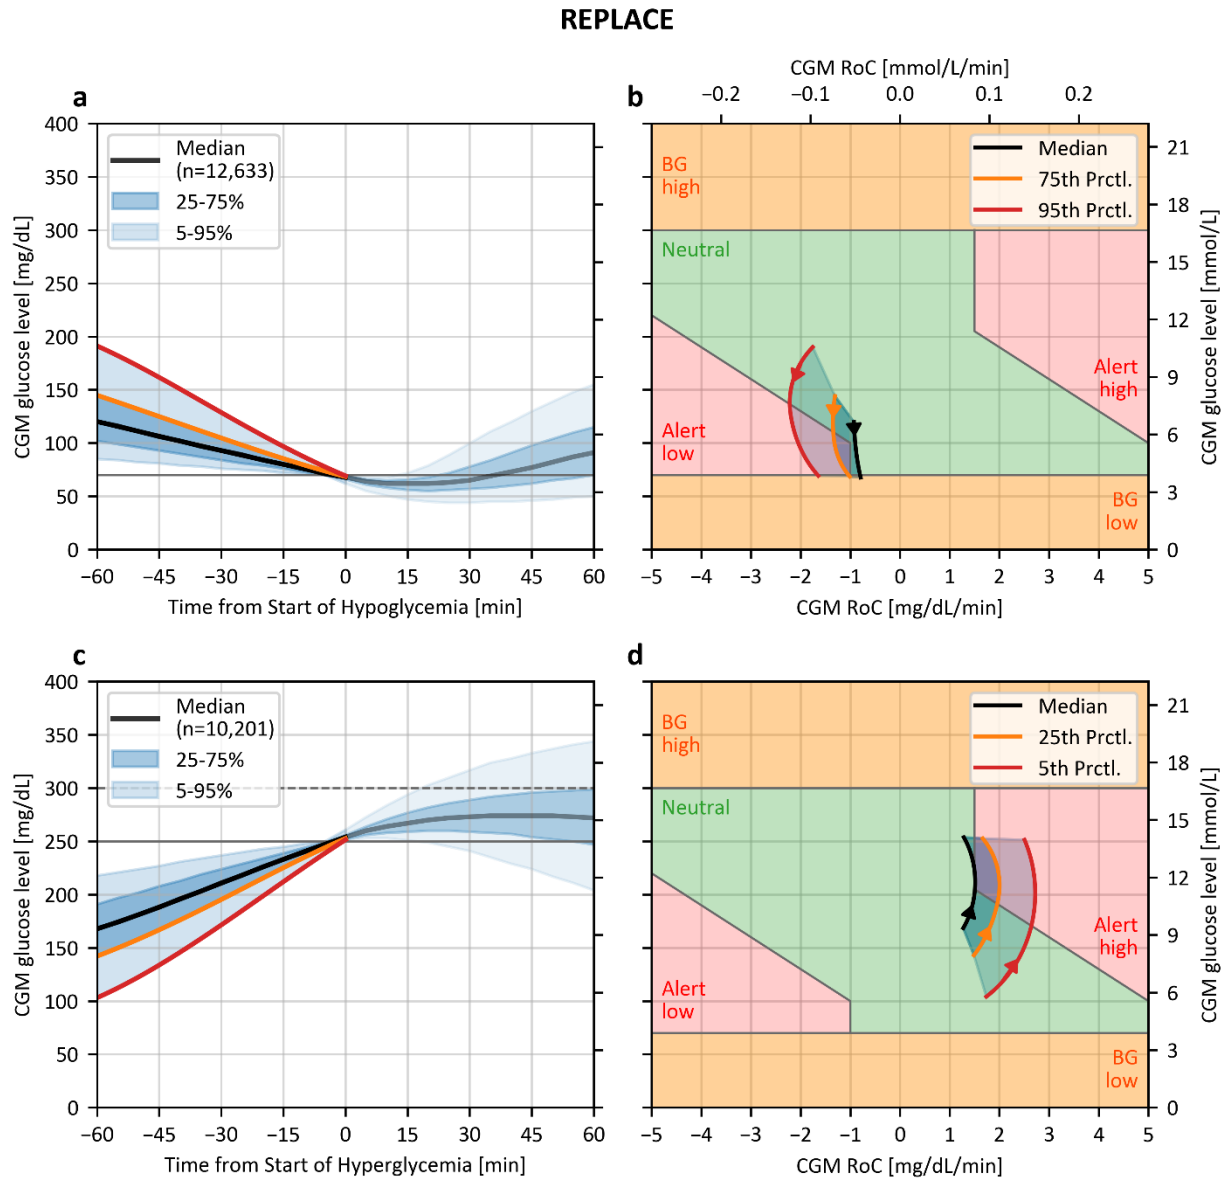 REPLACE
a
CGM glucose level [mg/dL]
400
350
300
250
200
150
100
50
0
Median
(n=12,633)
25-75%
5-95%
−60
−45
−30
−15
0
15
30
45
60
Time from Start of Hypoglycemia [min]
CGM RoC [mmol/L/min]
−0.2
−0.1
0.0
0.1
0.2
b
BG
high
Median
75th Prctl.
95th Prctl.
Neutral
Alert
high
Alert
low
BG
low
21
18
15
12
9
6
3
0
CGM glucose level [mmol/L]
−5
−4
−3
−2
−1
0
1
2
3
4
5
CGM RoC [mg/dL/min]
c
CGM glucose level [mg/dL]
400
350
300
250
200
150
100
50
0
Median
(n=10,201)
25-75%
5-95%
−60
−45
−30
−15
0
15
30
45
60
Time from Start of Hyperglycemia [min]
d
BG
high
Median
25th Prctl.
5th Prctl.
Neutral
Alert
high
Alert
low
BG
low
21
18
15
12
9
6
3
0
CGM glucose level [mmol/L]
−5
−4
−3
−2
−1
0
1
2
3
4
5
CGM RoC [mg/dL/min]